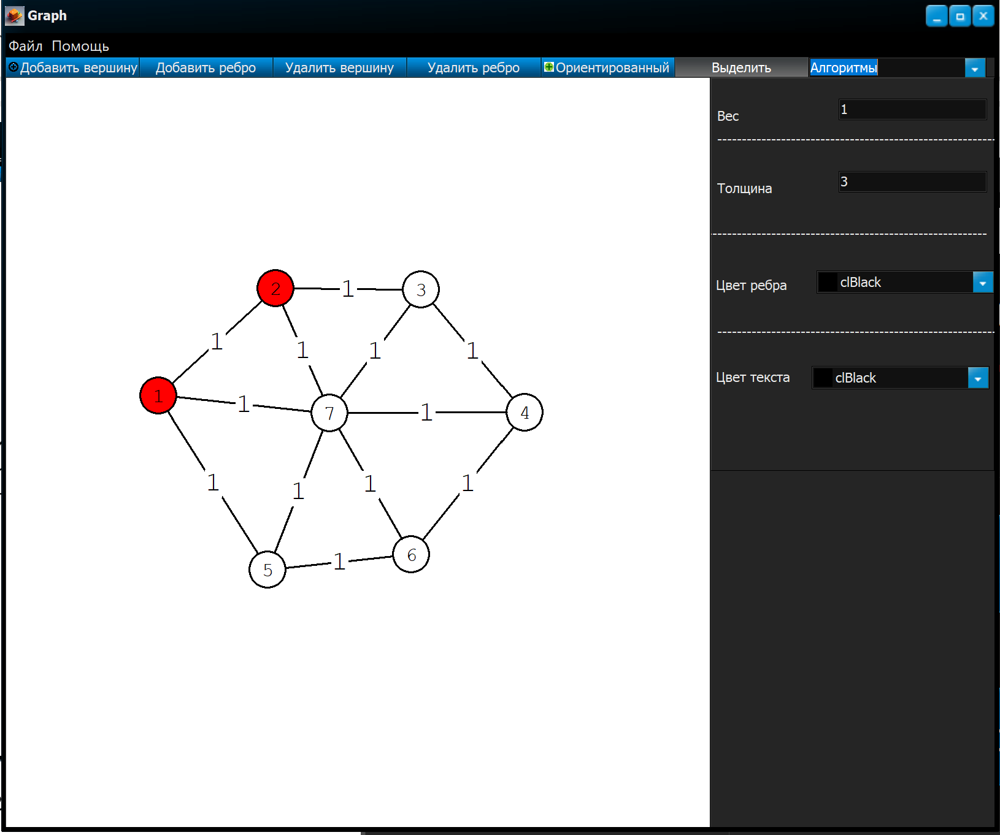 Graph
Файл Помощь
Добавить вершину Добавить ребро Удалить вершину Удалить ребро Ориентированный Выделить Алгоритмы
Вес 1
Толщина 3
Цвет ребра clBlack
Цвет текста clBlack
2 1 3
1 1 1
1
1 1 7 1 4
1 1 1 1
1 6
5